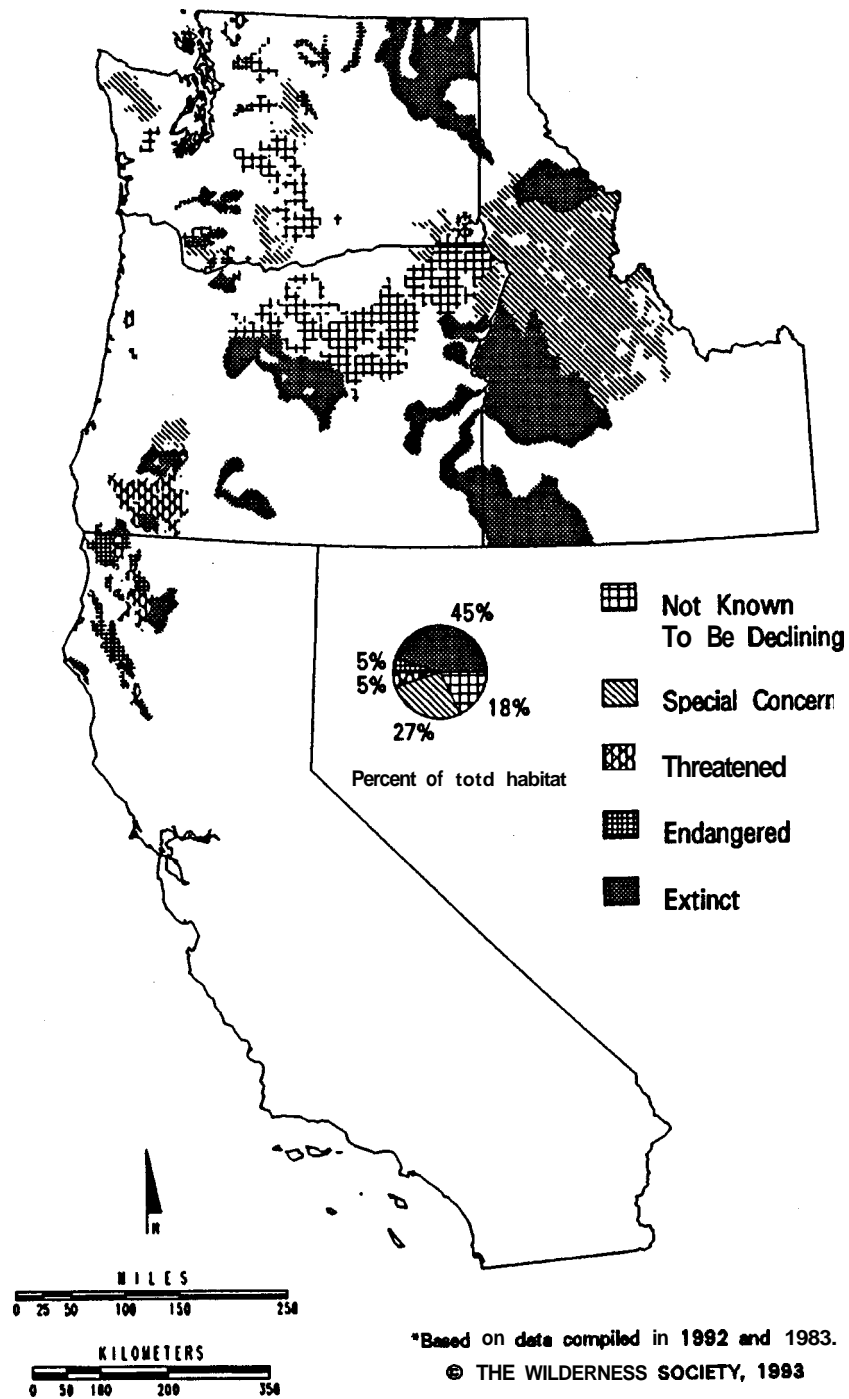 45%
5%
5%
18%
27%
Percent of totd habitat
Not Known
To Be Declining
Special Concern
Threatened
Endangered
Extinct
N
MILES
0 25 50 100 150 250
KILOMETERS
0 50 100 200 350
*Based on data compiled in 1992 and 1983.
© THE WILDERNESS SOCIETY, 1993